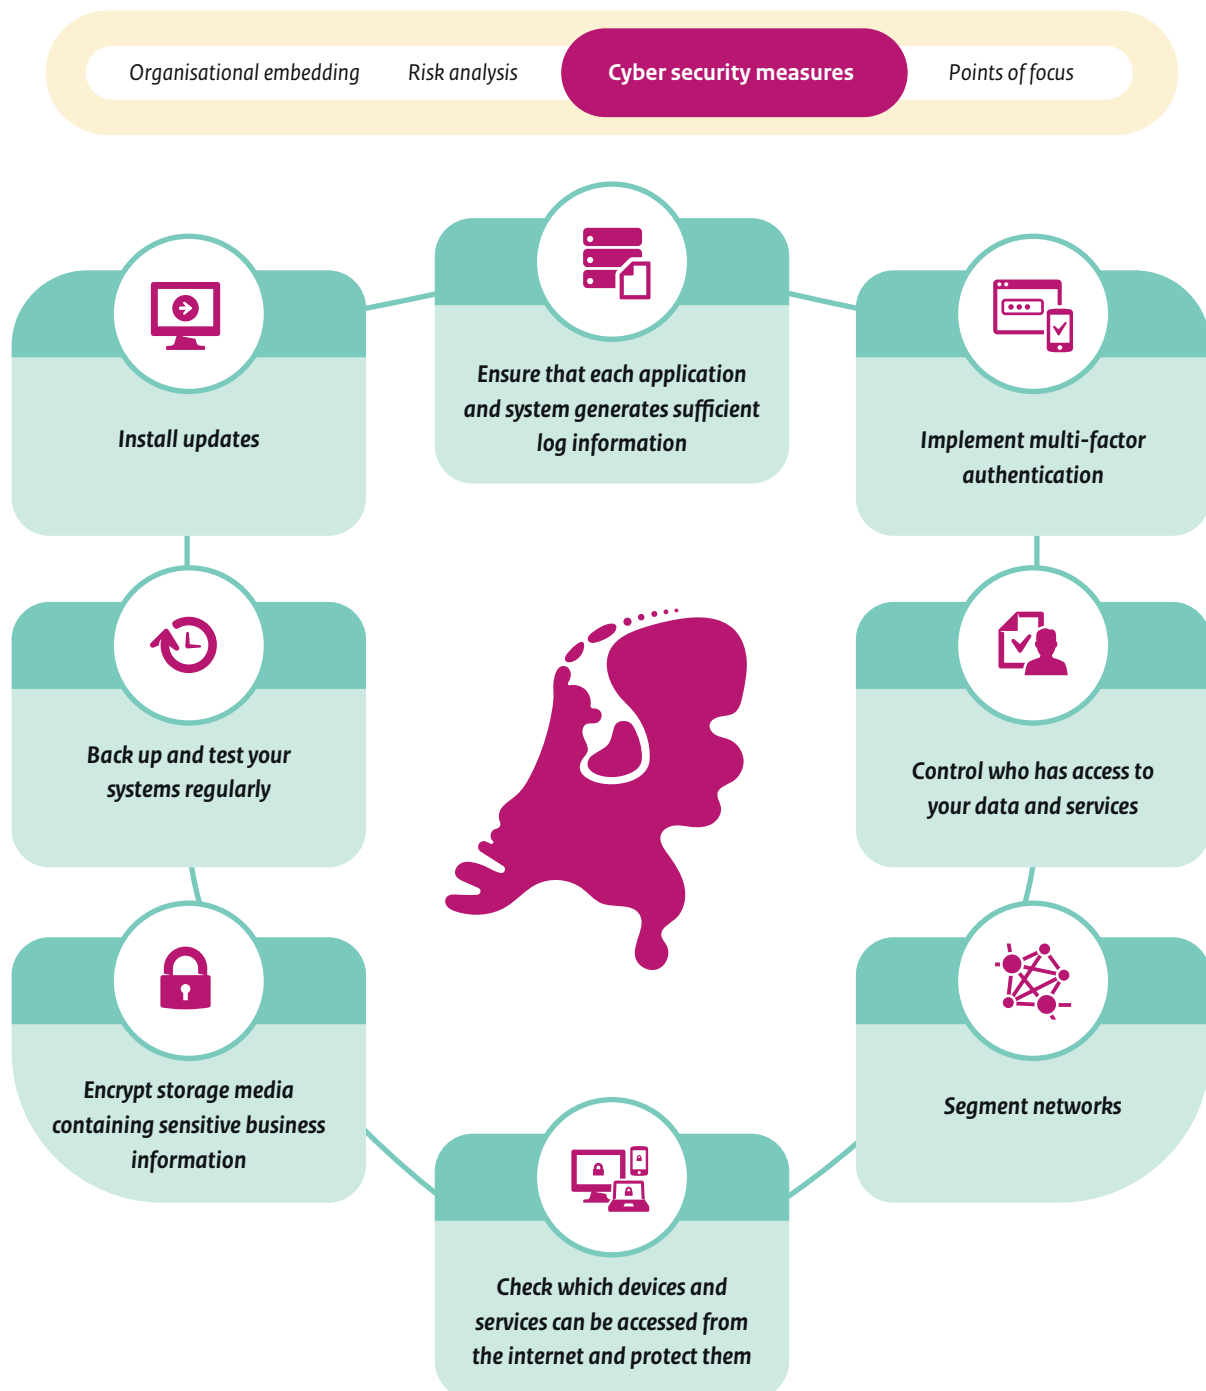 Organisational embedding
Risk analysis
Cyber security measures
Points of focus
Ensure that each application
and system generates sufficient
log information
Install updates
Implement multi-factor
authentication
Back up and test your
systems regularly
Control who has access to
your data and services
Encrypt storage media
containing sensitive business
information
Segment networks
Check which devices and
services can be accessed from
the internet and protect them